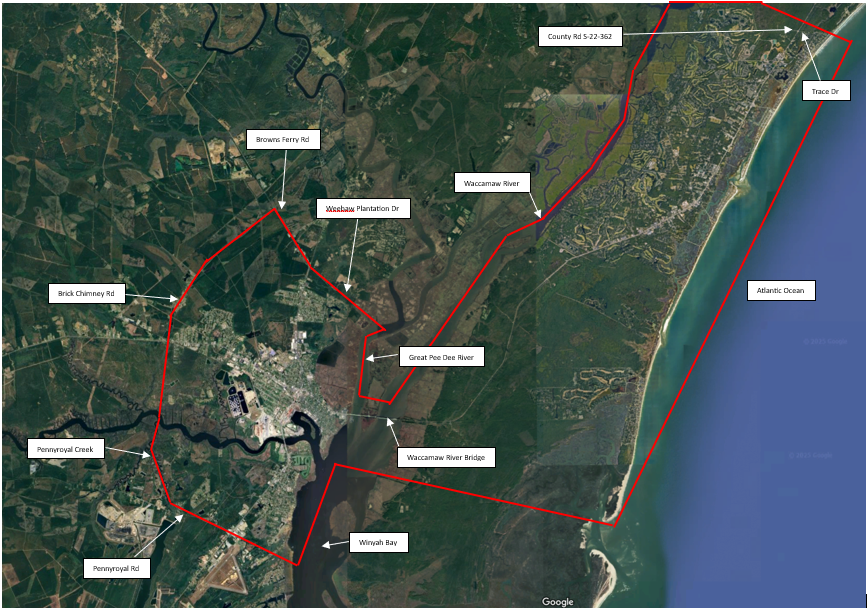 County Rd S-22-362
Trace Dr
Browns Ferry Rd
Waccamaw River
Weehaw Plantation Dr
Brick Chimney Rd
Atlantic Ocean
Great Pee Dee River
Pennyroyal Creek
Waccamaw River Bridge
Winyah Bay
Pennyroyal Rd
Google